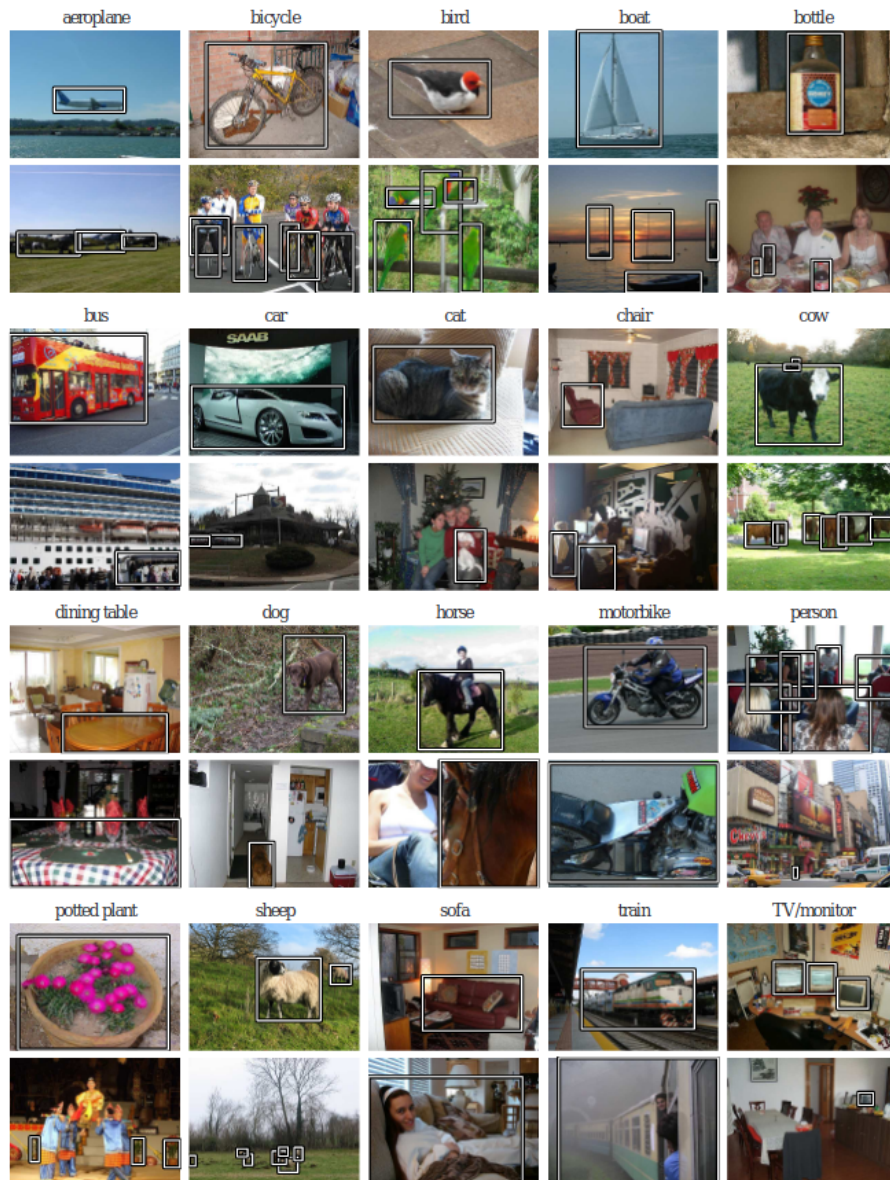 aeroplane bicycle bird boat bottle
bus car cat chair cow
SAAB
dining table dog horse motorbike person
potted plant sheep sofa train TV/monitor